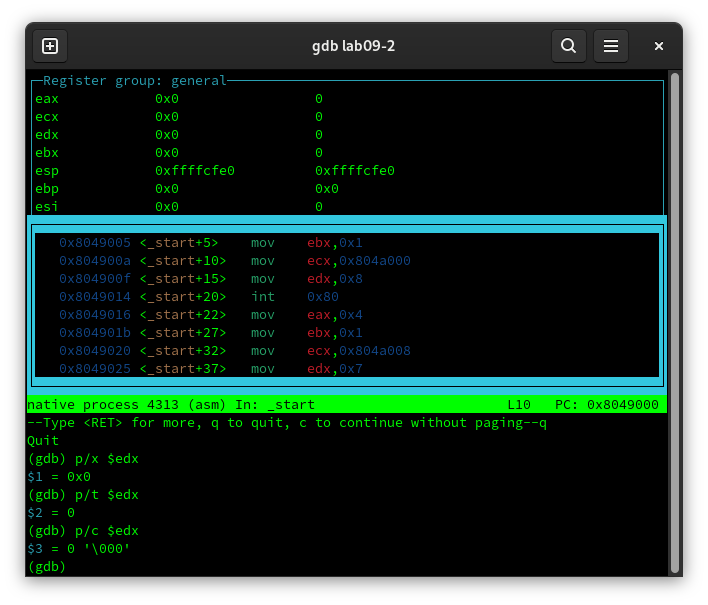 gdb lab09-2
Register group: general
eax 0x0 0
ecx 0x0 0
edx 0x0 0
ebx 0x0 0
esp 0xffffcfe0 0xffffcfe0
ebp 0x0 0x0
esi 0x0 0
0x8049005 <_start+5> mov ebx,0x1
0x804900a <_start+10> mov ecx,0x804a000
0x804900f <_start+15> mov edx,0x8
0x8049014 <_start+20> int 0x80
0x8049016 <_start+22> mov eax,0x4
0x804901b <_start+27> mov ebx,0x1
0x8049020 <_start+32> mov ecx,0x804a008
0x8049025 <_start+37> mov edx,0x7
native process 4313 (asm) In: _start L10 PC: 0x8049000
--Type <RET> for more, q to quit, c to continue without paging--q
Quit
(gdb) p/x $edx
$1 = 0x0
(gdb) p/t $edx
$2 = 0
(gdb) p/c $edx
$3 = 0 '\000'
(gdb)